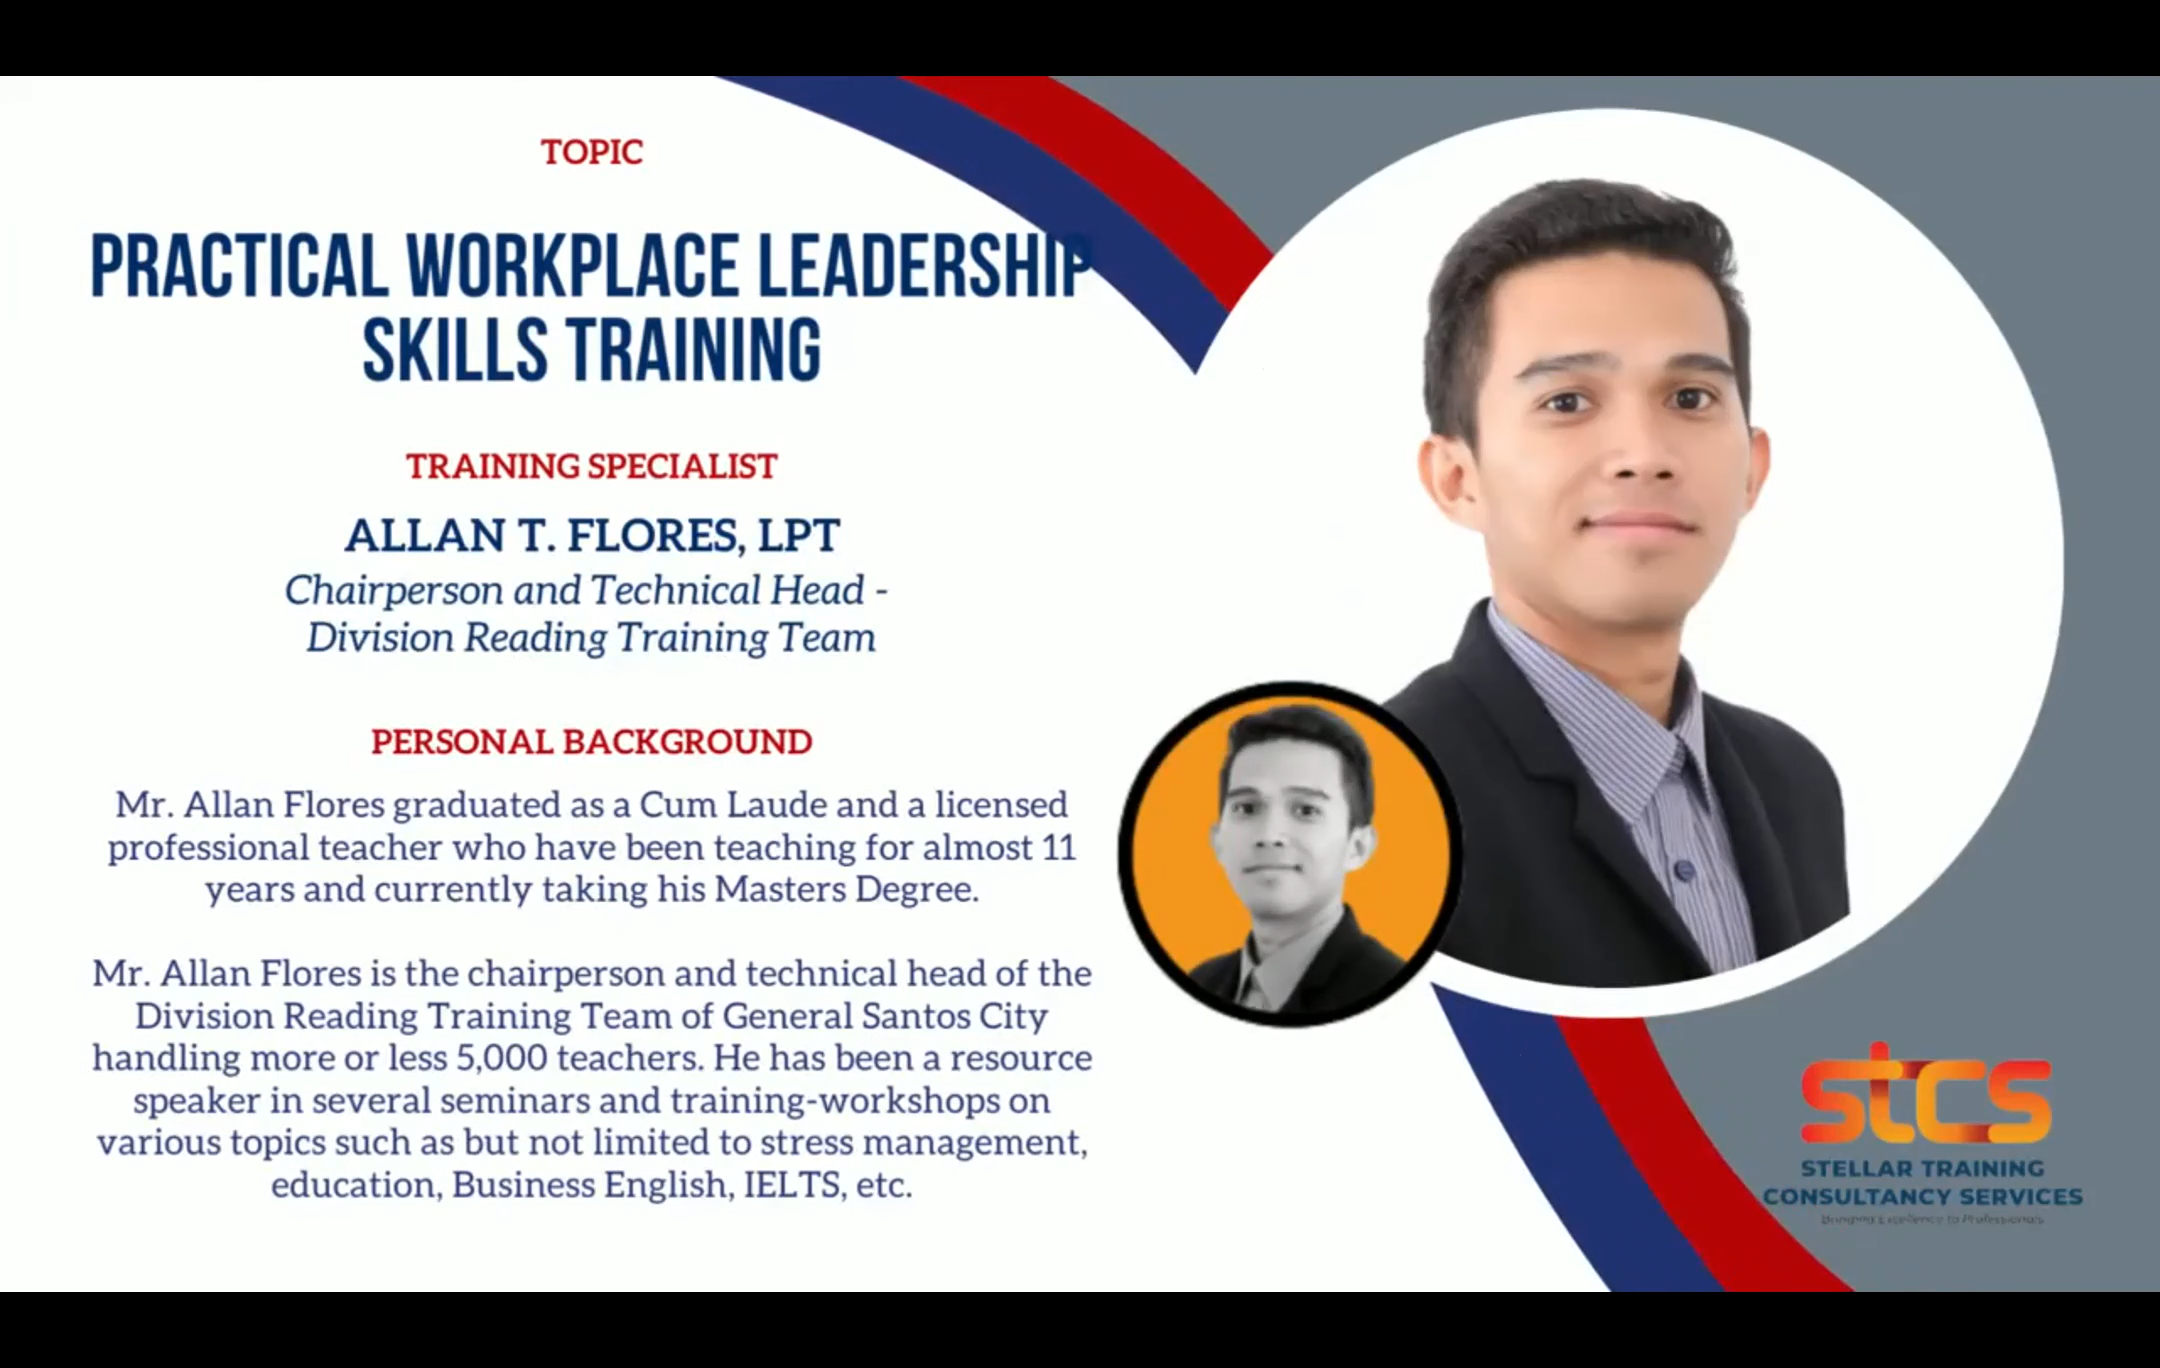 TOPIC
PRACTICAL WORKPLACE LEADERSHIP
SKILLS TRAINING
TRAINING SPECIALIST
ALLAN T. FLORES, LPT
Chairperson and Technical Head -
Division Reading Training Team
PERSONAL BACKGROUND
Mr. Allan Flores graduated as a Cum Laude and a licensed
professional teacher who have been teaching for almost 11
years and currently taking his Masters Degree.
Mr. Allan Flores is the chairperson and technical head of the
Division Reading Training Team of General Santos City
handling more or less 5,000 teachers. He has been a resource
speaker in several seminars and training-workshops on
various topics such as but not limited to stress management,
education, Business English, IELTS, etc.
stcs
STELLAR TRAINING
CONSULTANCY SERVICES
Bringing Excellence to Professionals